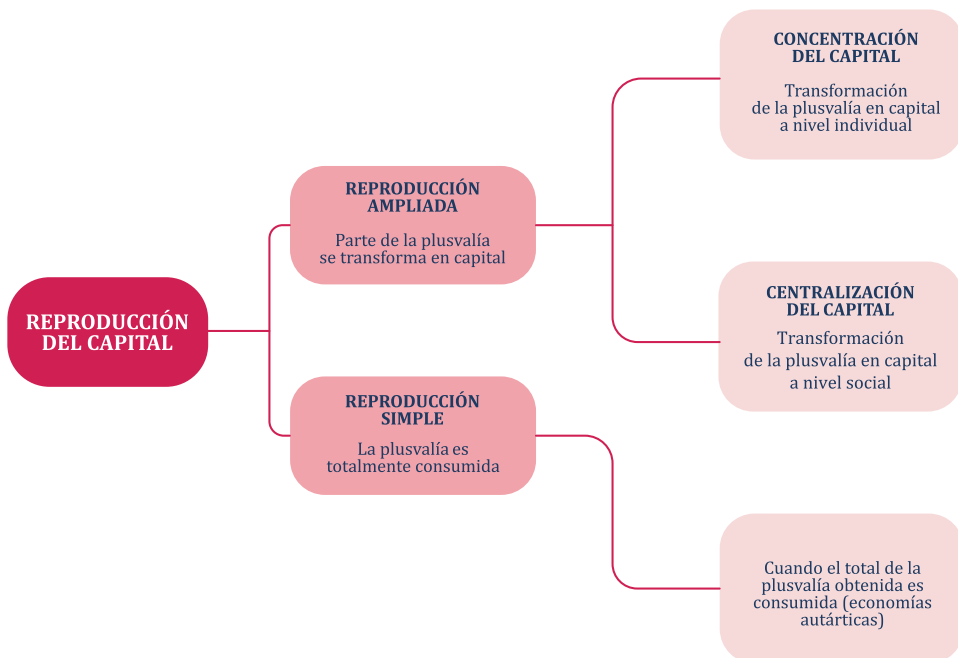 REPRODUCCIÓN
DEL CAPITAL
REPRODUCCIÓN
AMPLIADA
Parte de la plusvalía
se transforma en capital
CONCENTRACIÓN
DEL CAPITAL
Transformación
de la plusvalía en capital
a nivel individual
CENTRALIZACIÓN
DEL CAPITAL
Transformación
de la plusvalía en capital
a nivel social
REPRODUCCIÓN
SIMPLE
La plusvalía es
totalmente consumida
Cuando el total de la
plusvalía obtenida es
consumida (economías
autárticas)